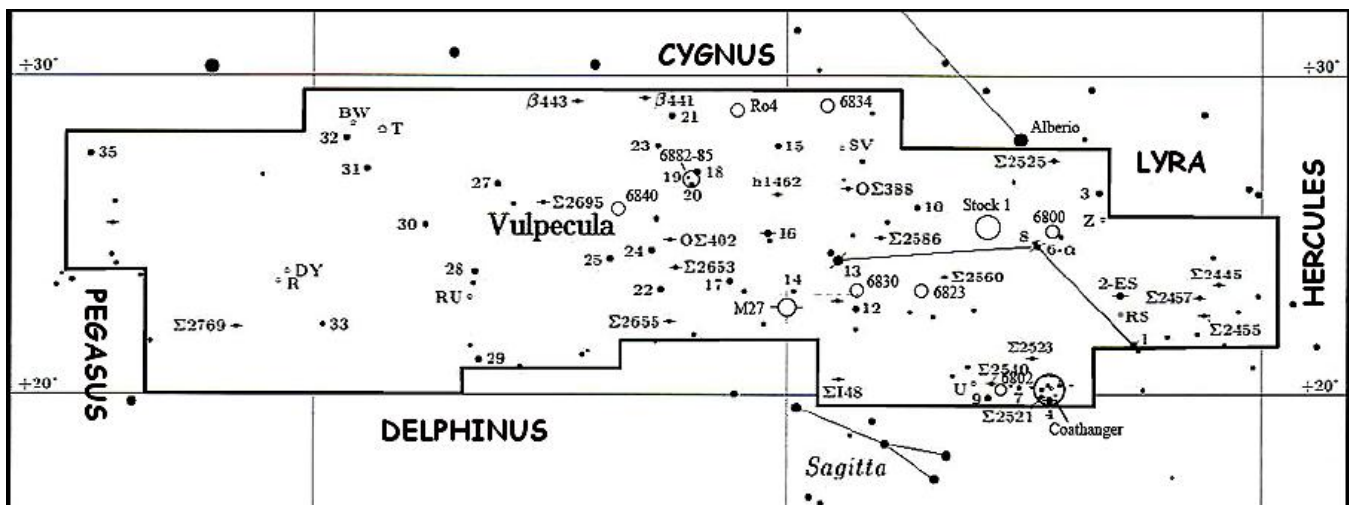 CYGNUS
+30°
+30°
β443
β441
Ro4
6834
BW
T
21
Alberio
32
35
23
6882-85
15
SV
Σ2525
LYRA
31
19
18
20
h1462
OΣ388
3
HERCULES
27
Σ2695
6840
10
Stock 1
6800
Z
Vulpecula
30
16
Σ2586
8
6-α
OΣ402
24
25
13
DY
R
28
Σ2653
14
6830
Σ2560
2-ES
Σ2445
PEGASUS
RU
22
17
M27
12
6823
Σ2457
RS
Σ2769
33
Σ2655
Σ2455
1
29
Σ2523
Σ2540
6802
+20°
+20°
ΣI48
U
9
7
Σ2521
4
DELPHINUS
Coathanger
Sagitta